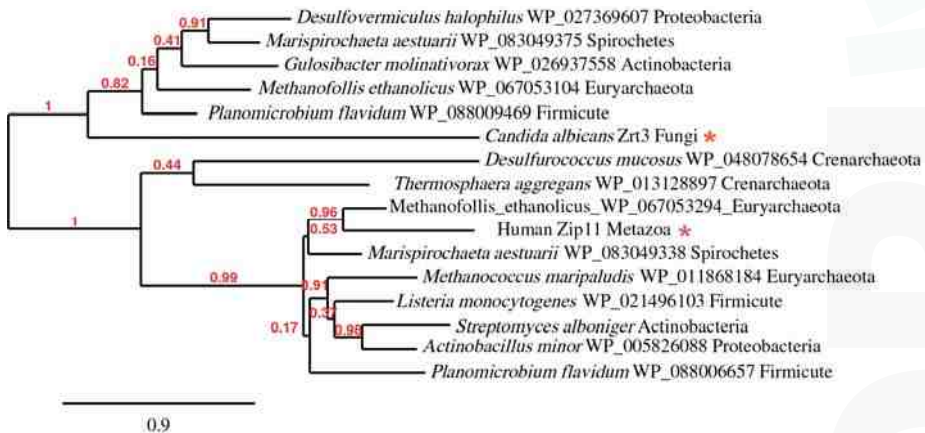 Desulfovermiculus halophilus WP_027369607 Proteobacteria
0.91
Marispirochaeta aestuarii WP_083049375 Spirochetes
0.41
Gulosibacter molinativorax WP_026937558 Actinobacteria
0.16
Methanofollis ethanolicus WP_067053104 Euryarchaeota
0.82
Planomicrobium flavidum WP_088009469 Firmicute
1
Candida albicans Zrt3 Fungi *
Desulfurococcus mucosus WP_048078654 Crenarchaeota
0.44
Thermosphaera aggregans WP_013128897 Crenarchaeota
Methanofollis_ethanolicus_WP_067053294_Euryarchaeota
0.96
1
0.53
Human Zip11 Metazoa *
Marispirochaeta aestuarii WP_083049338 Spirochetes
0.99
Methanococcus maripaludis WP_011868184 Euryarchaeota
0.91
Listeria monocytogenes WP_021496103 Firmicute
0.37
0.17
Streptomyces alboniger Actinobacteria
0.98
Actinobacillus minor WP_005826088 Proteobacteria
Planomicrobium flavidum WP_088006657 Firmicute
0.9